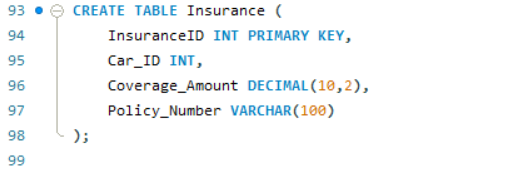 93 CREATE TABLE Insurance (
94 InsuranceID INT PRIMARY KEY,
95 Car_ID INT,
96 Coverage_Amount DECIMAL(10,2),
97 Policy_Number VARCHAR(100)
98 );
99